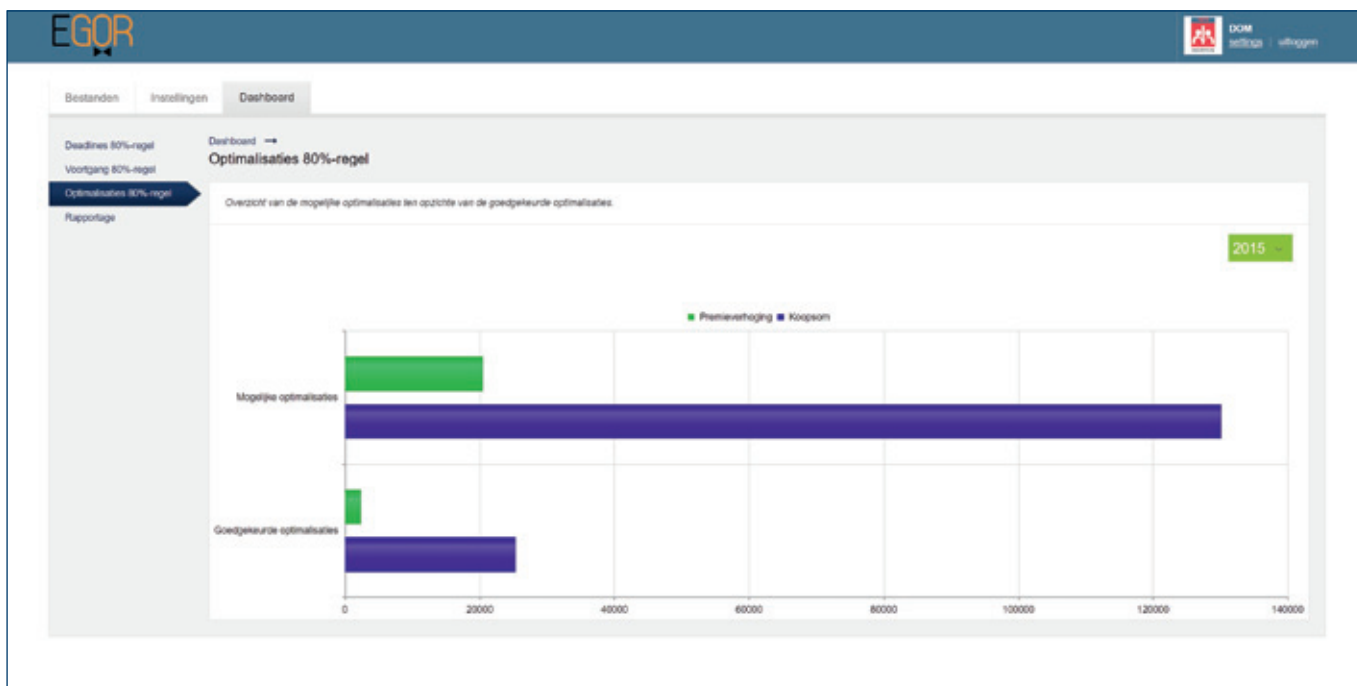 EGOR
DOM
settings | uitloggen
Bestanden Instellingen Dashboard
Deadlines 80%-regel
Voortgang 80%-regel
Optimalisaties 80%-regel
Rapportage
Dashboard →
Optimalisaties 80%-regel
Overzicht van de mogelijke optimalisaties ten opzichte van de goedgekeurde optimalisaties.
2015
Premieverhoging Koopsom
Mogelijke optimalisaties
Goedgekeurde optimalisaties
0 20000 40000 60000 80000 100000 120000 140000